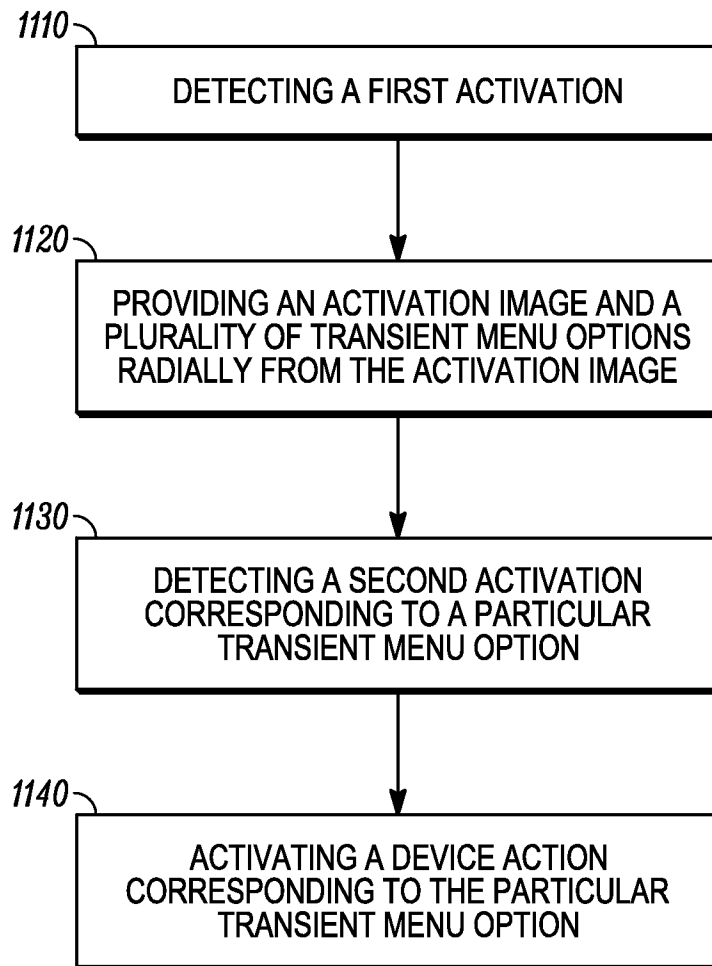 1110
DETECTING A FIRST ACTIVATION
1120
PROVIDING AN ACTIVATION IMAGE AND A
PLURALITY OF TRANSIENT MENU OPTIONS
RADIALLY FROM THE ACTIVATION IMAGE
1130
DETECTING A SECOND ACTIVATION
CORRESPONDING TO A PARTICULAR
TRANSIENT MENU OPTION
1140
ACTIVATING A DEVICE ACTION
CORRESPONDING TO THE PARTICULAR
TRANSIENT MENU OPTION